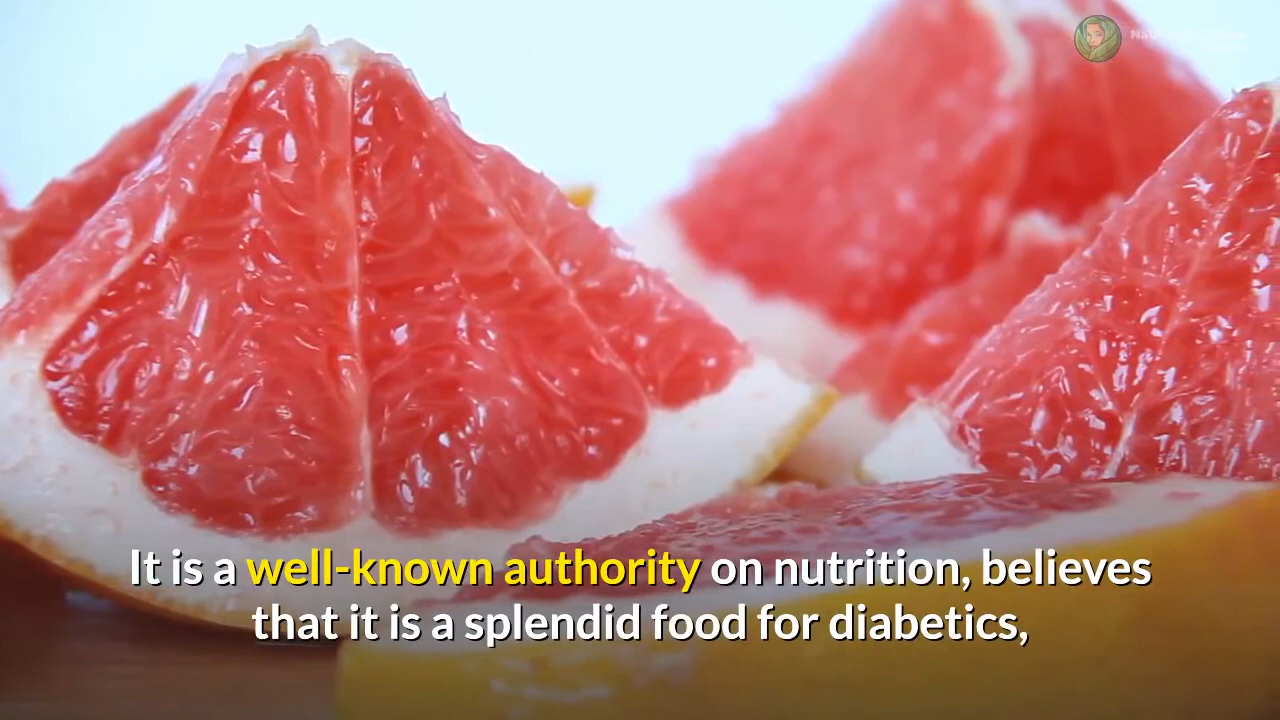 It is a well-known authority on nutrition, believes
that it is a splendid food for diabetics,